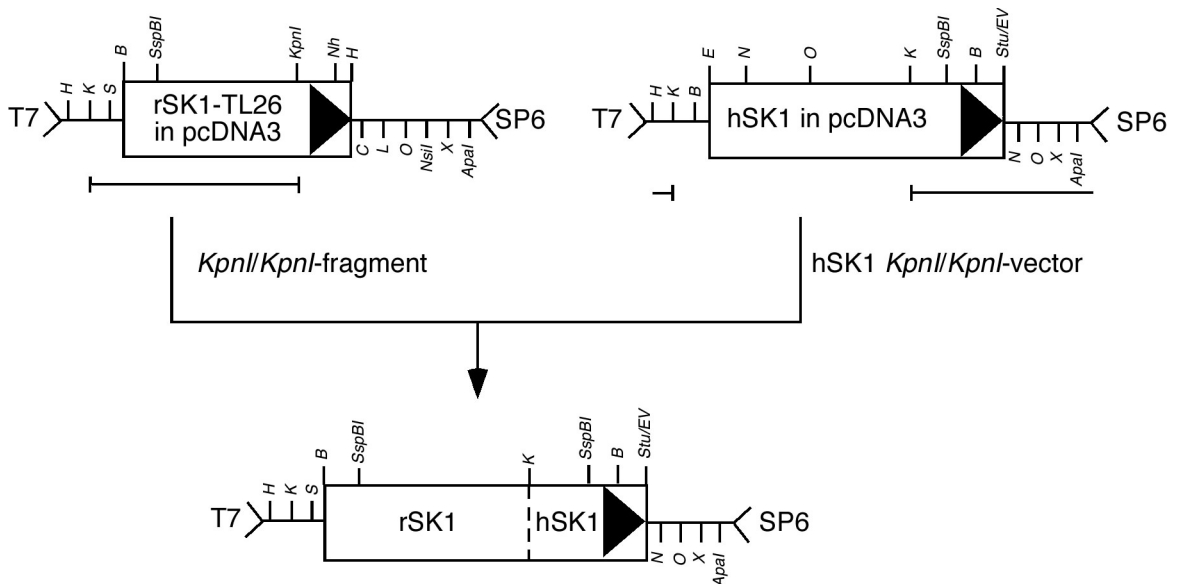 B SspBI KpnI Nh H
H K S
T7 rSK1-TL26 SP6
in pcDNA3
C L O NsiI X ApaI
E N O K SspBI B Stu/EV
H K B
T7 hSK1 in pcDNA3 SP6
N O X ApaI
KpnI/KpnI-fragment
hSK1 KpnI/KpnI-vector
B SspBI K SspBI B Stu/EV
H K S
T7 rSK1 hSK1 SP6
N O X ApaI